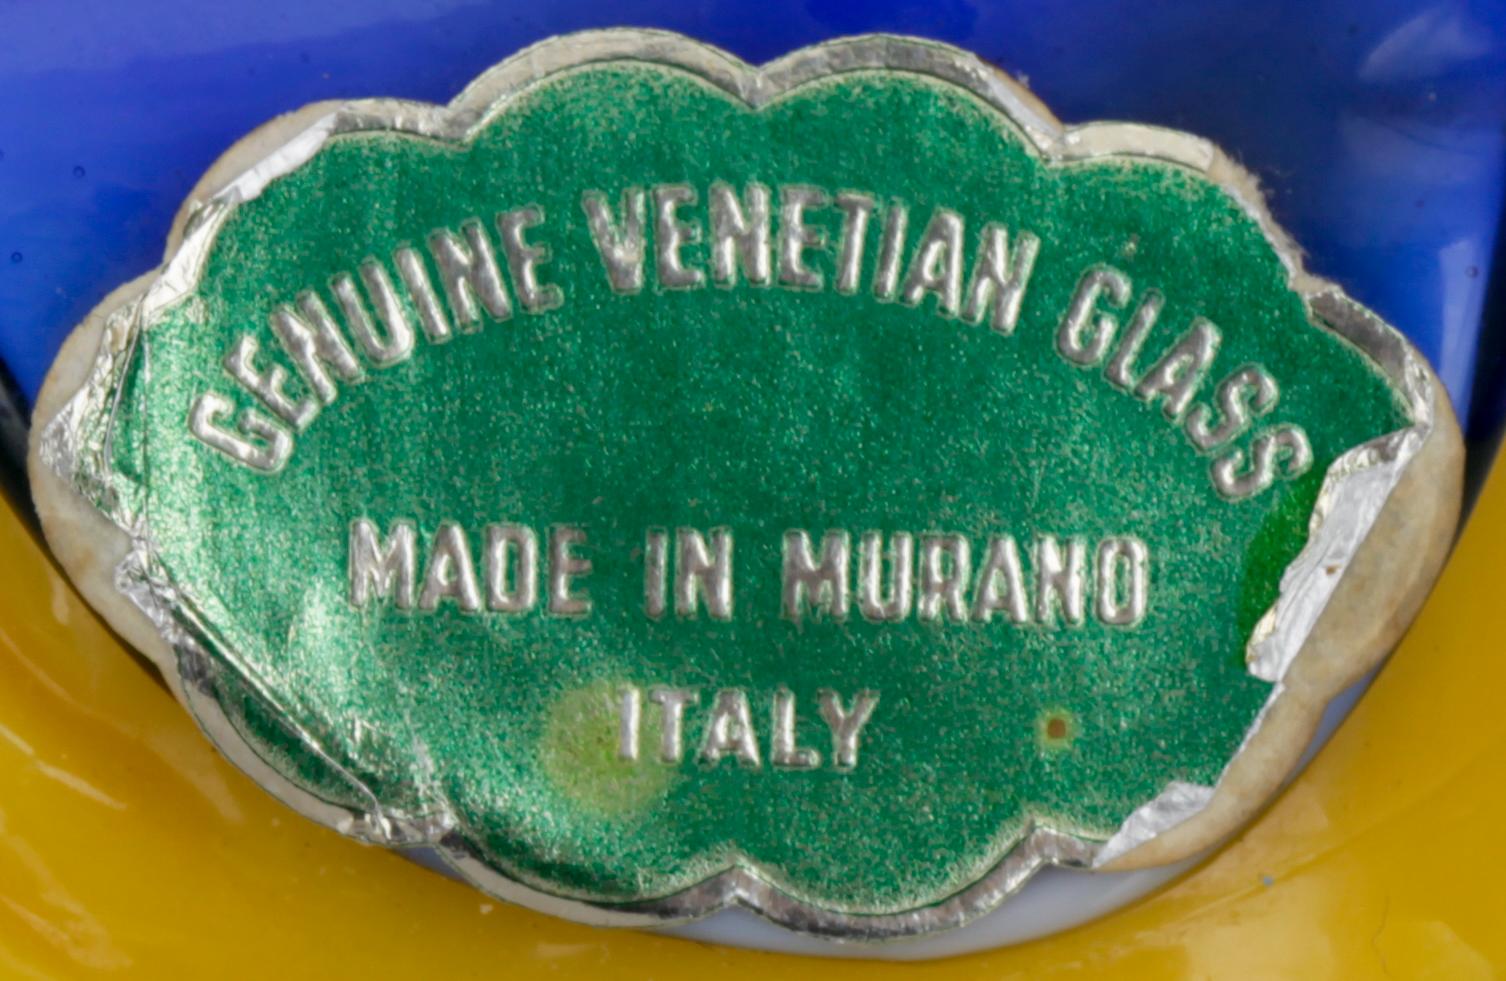 GENUINE VENETIAN GLASS
MADE IN MURANO
ITALY